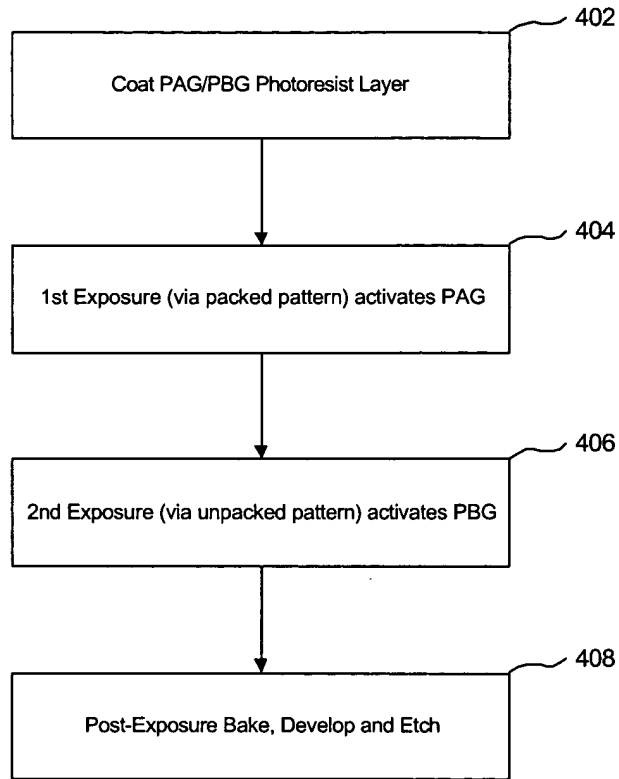 402
Coat PAG/PBG Photoresist Layer
404
1st Exposure (via packed pattern) activates PAG
406
2nd Exposure (via unpacked pattern) activates PBG
408
Post-Exposure Bake, Develop and Etch